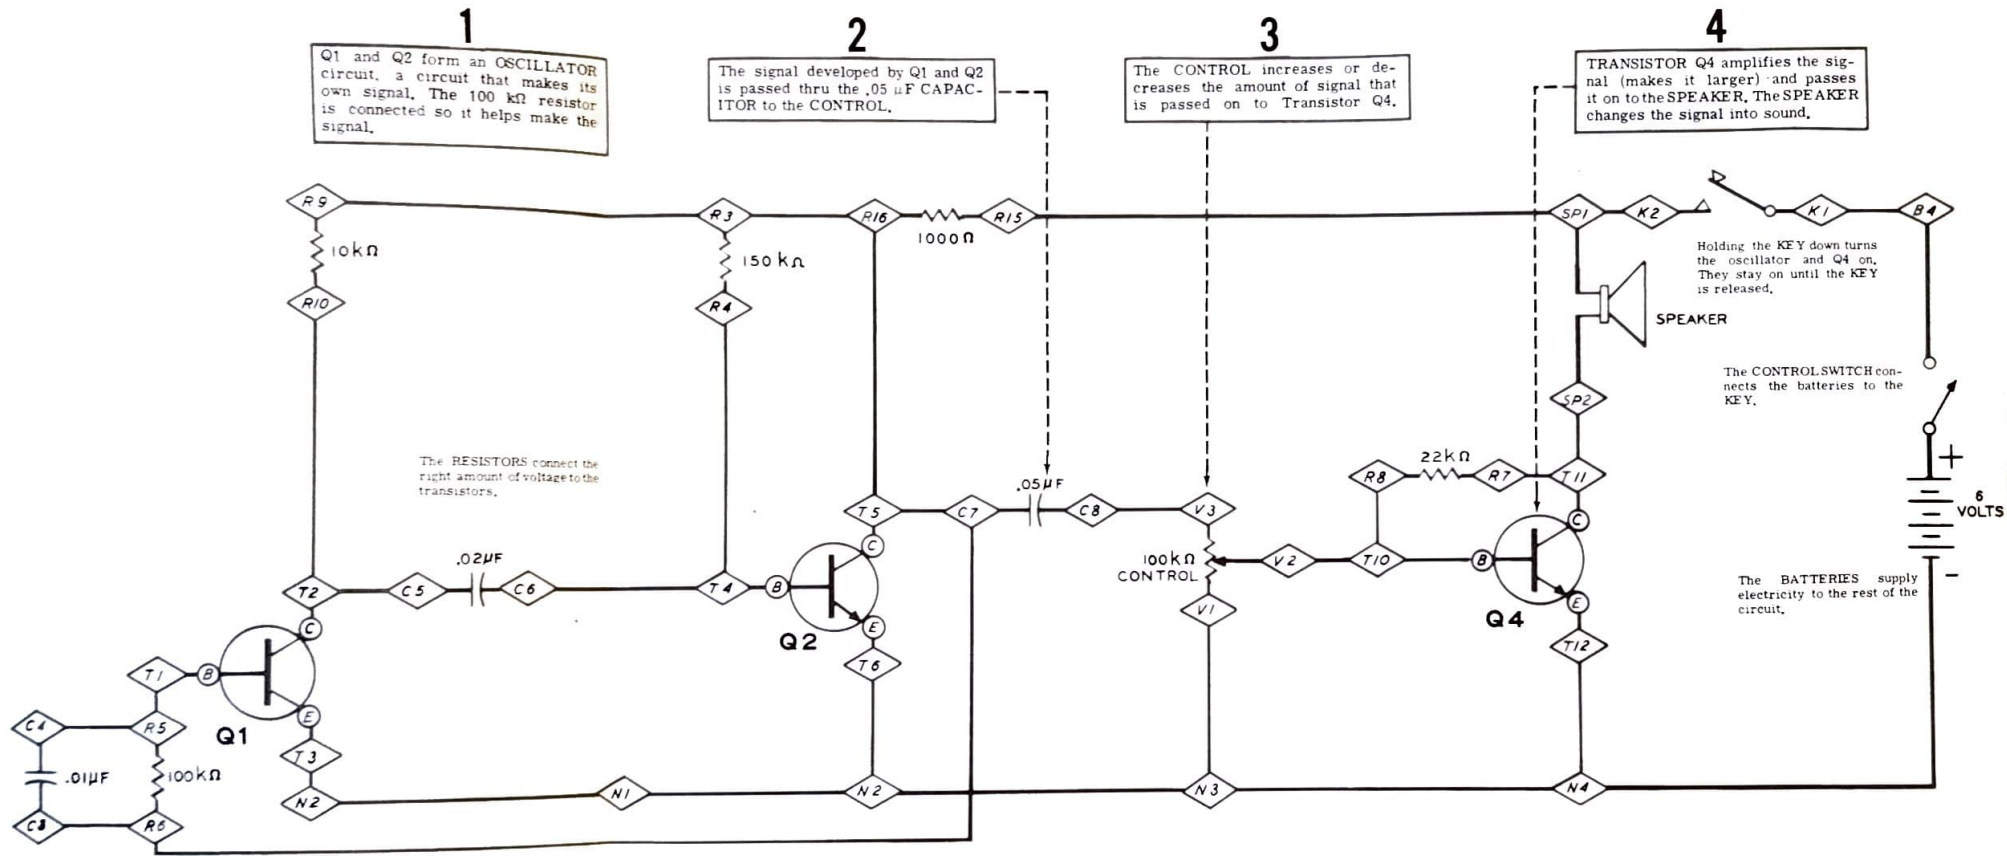 1
Q1 and Q2 form an OSCILLATOR
circuit, a circuit that makes its
own signal. The 100 kΩ resistor
is connected so it helps make the
signal.
2
The signal developed by Q1 and Q2
is passed thru the .05 µF CAPAC-
ITOR to the CONTROL.
3
The CONTROL increases or de-
creases the amount of signal that
is passed on to Transistor Q4.
4
TRANSISTOR Q4 amplifies the sig-
nal (makes it larger) and passes
it on to the SPEAKER. The SPEAKER
changes the signal into sound.
R9
R3
R16
1000Ω
R15
SP1
K2
K1
B4
10kΩ
150kΩ
R10
R4
Holding the KEY down turns
the oscillator and Q4 on.
They stay on until the KEY
is released.
SPEAKER
The CONTROL SWITCH con-
nects the batteries to the
KEY.
SP2
The RESISTORS connect the
right amount of voltage to the
transistors.
R8
22kΩ
R7
T11
+
6
VOLTS
-
T5
C7
.05µF
C8
V3
C
C
.02µF
T2
C5
C6
T4
B
100kΩ
CONTROL
V2
T10
B
The BATTERIES supply
electricity to the rest of the
circuit.
C
Q2
E
V1
Q4
E
T1
B
T6
T12
C4
R5
Q1
E
T3
.01µF
100kΩ
N2
N1
N2
N3
N4
C3
R6